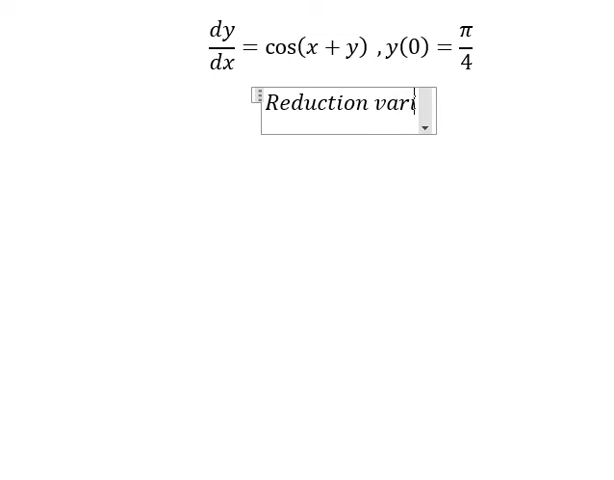 dy/dx = cos(x + y) , y(0) = π/4
Reduction vari